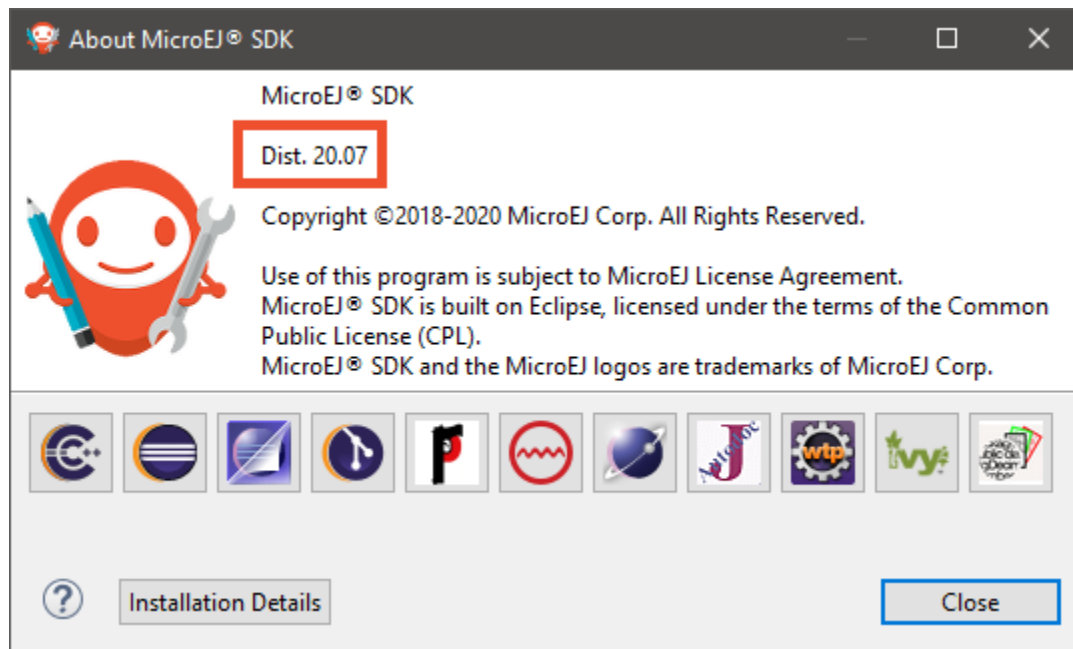 About MicroEJ® SDK
MicroEJ® SDK
Dist. 20.07
Copyright ©2018-2020 MicroEJ Corp. All Rights Reserved.
Use of this program is subject to MicroEJ License Agreement.
MicroEJ® SDK is built on Eclipse, licensed under the terms of the Common
Public License (CPL).
MicroEJ® SDK and the MicroEJ logos are trademarks of MicroEJ Corp.
C++
r
J Autodoc
wtp
ivy
?
Installation Details
Close